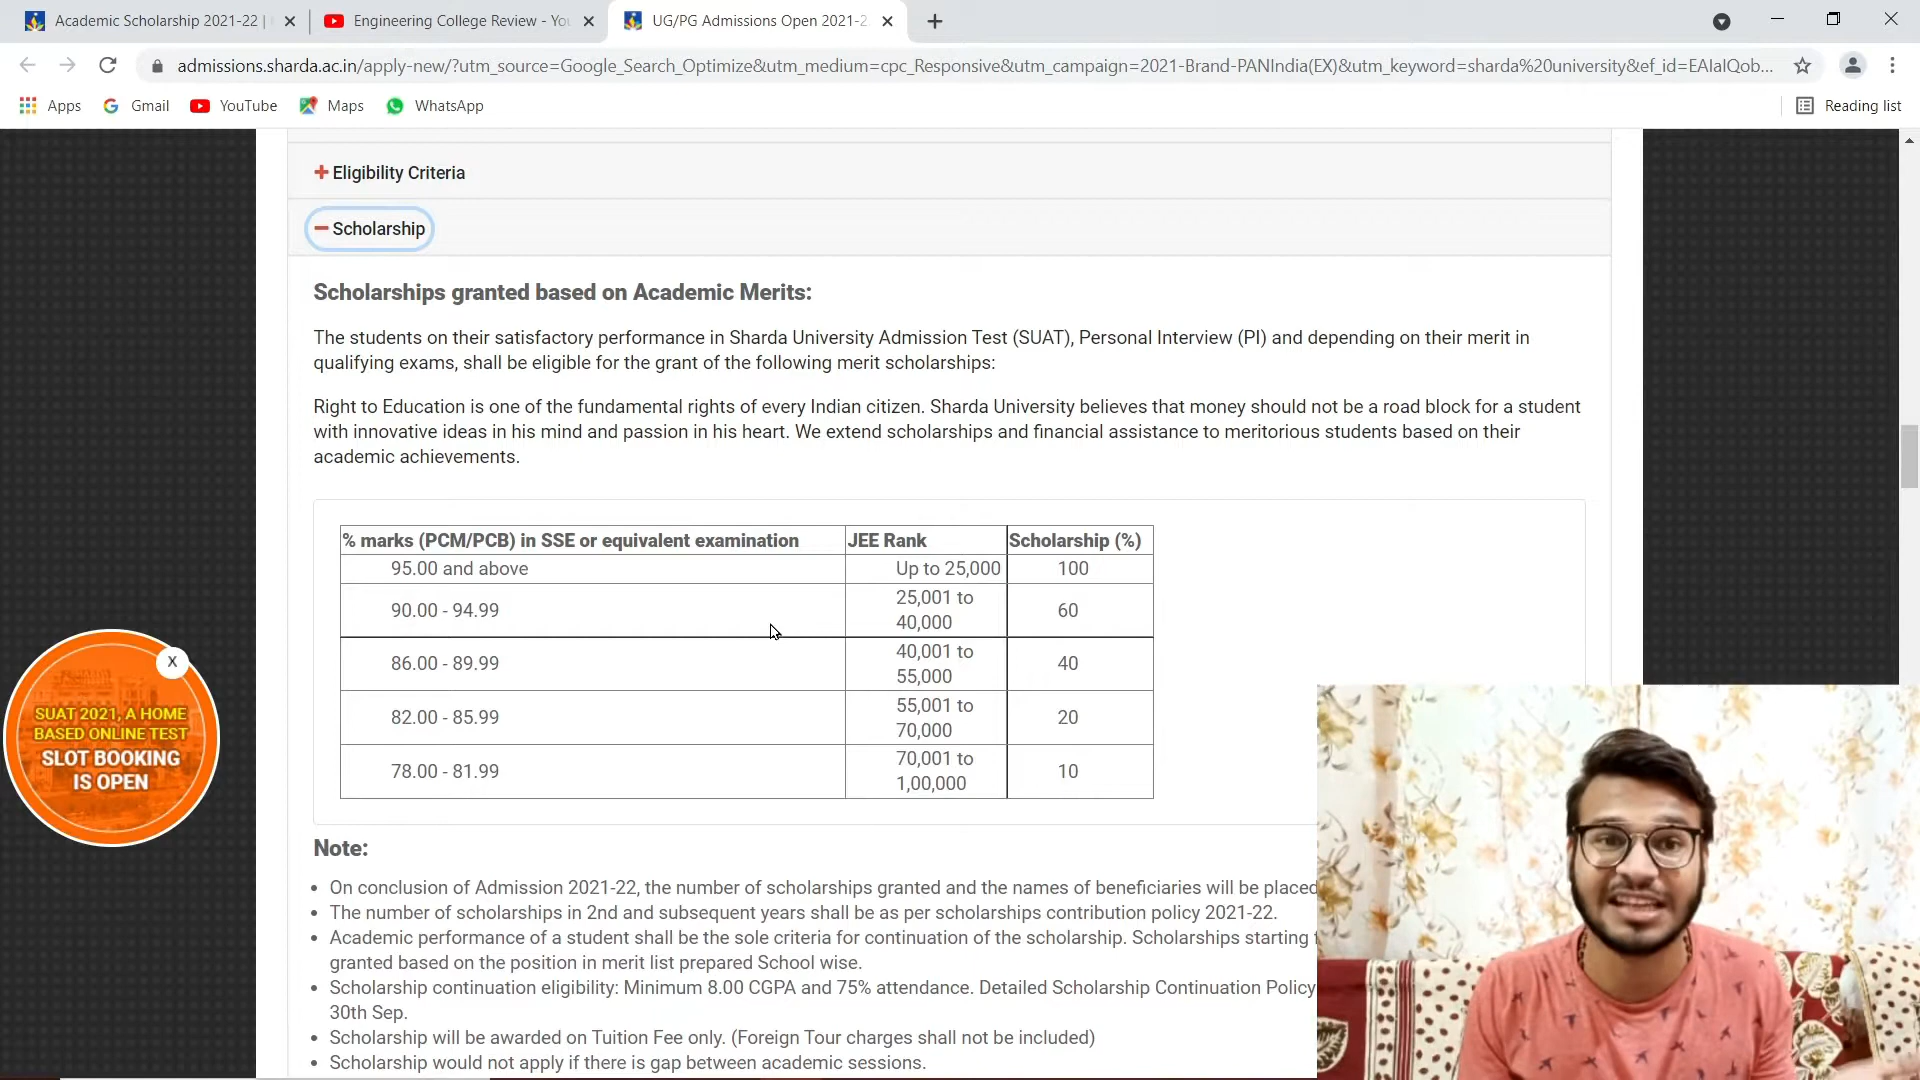 Academic Scholarship 2021-22 |
Engineering College Review - You
UG/PG Admissions Open 2021-2
admissions.sharda.ac.in/apply-new/?utm_source=Google_Search_Optimize&utm_medium=cpc_Responsive&utm_campaign=2021-Brand-PANIndia(EX)&utm_keyword=sharda%20university&ef_id=EAIaIQob...
Apps
Gmail
YouTube
Maps
WhatsApp
Reading list
Eligibility Criteria
Scholarship
Scholarships granted based on Academic Merits:
The students on their satisfactory performance in Sharda University Admission Test (SUAT), Personal Interview (PI) and depending on their merit in
qualifying exams, shall be eligible for the grant of the following merit scholarships:
Right to Education is one of the fundamental rights of every Indian citizen. Sharda University believes that money should not be a road block for a student
with innovative ideas in his mind and passion in his heart. We extend scholarships and financial assistance to meritorious students based on their
academic achievements.
% marks (PCM/PCB) in SSE or equivalent examination JEE Rank Scholarship (%)
95.00 and above Up to 25,000 100
90.00 - 94.99 25,001 to 40,000 60
86.00 - 89.99 40,001 to 55,000 40
82.00 - 85.99 55,001 to 70,000 20
78.00 - 81.99 70,001 to 1,00,000 10
X
SUAT 2021, A HOME
BASED ONLINE TEST
SLOT BOOKING
IS OPEN
Note:
• On conclusion of Admission 2021-22, the number of scholarships granted and the names of beneficiaries will be placed
• The number of scholarships in 2nd and subsequent years shall be as per scholarships contribution policy 2021-22.
• Academic performance of a student shall be the sole criteria for continuation of the scholarship. Scholarships starting
granted based on the position in merit list prepared School wise.
• Scholarship continuation eligibility: Minimum 8.00 CGPA and 75% attendance. Detailed Scholarship Continuation Policy
30th Sep.
• Scholarship will be awarded on Tuition Fee only. (Foreign Tour charges shall not be included)
• Scholarship would not apply if there is gap between academic sessions.